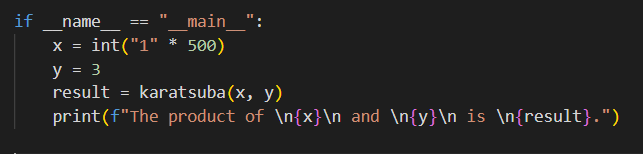 if __name__ == "__main__":
    x = int("1" * 500)
    y = 3
    result = karatsuba(x, y)
    print(f"The product of \n{x}\n and \n{y}\n is \n{result}.")